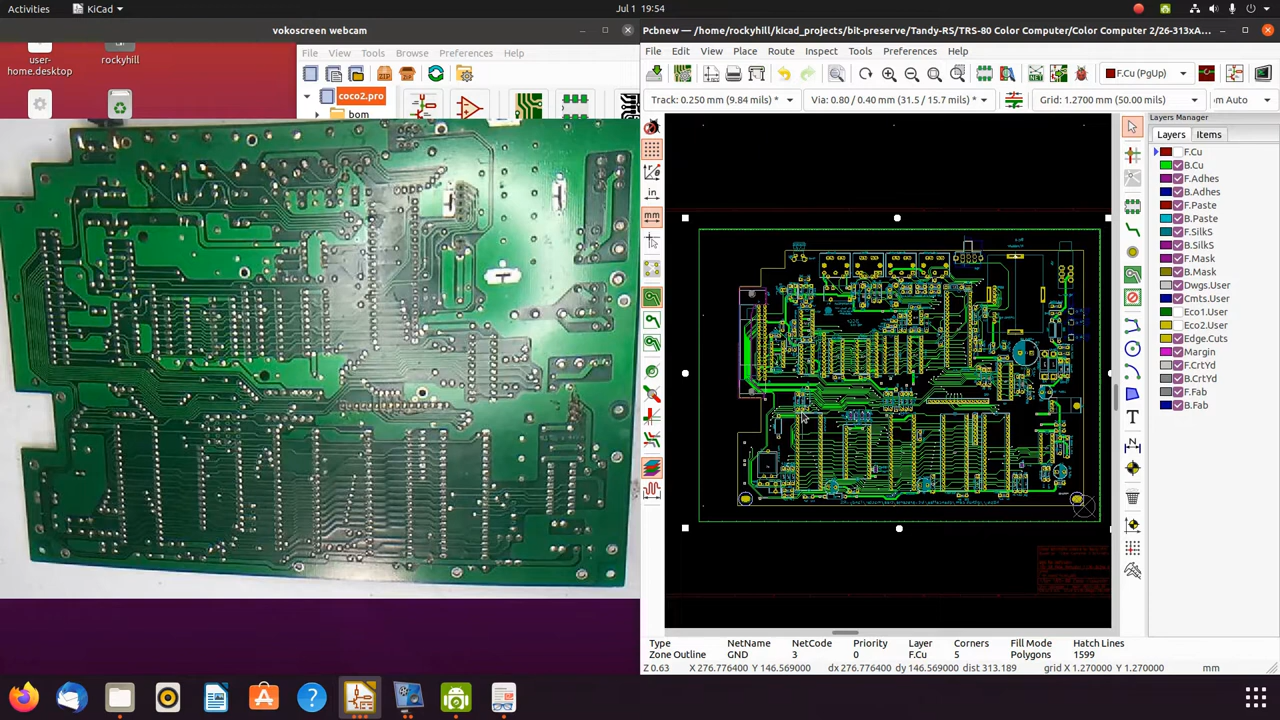 Activities
KiCad
Jul 1 19:54
vokoscreen webcam
Pcbnew — /home/rockyhill/kicad_projects/bit-preserve/Tandy-RS/TRS-80 Color Computer/Color Computer 2/26-313xA...
user-
home.desktop
rockyhill
File View Tools Browse Preferences Help
coco2.pro
bom
File Edit View Place Route Inspect Tools Preferences Help
F.Cu (PgUp)
Track: 0.250 mm (9.84 mils) *
Via: 0.80 / 0.40 mm (31.5 / 15.7 mils) *
Grid: 1.2700 mm (50.00 mils)
m Auto
in
mm
Layers Manager
Layers Items
F.Cu
B.Cu
F.Adhes
B.Adhes
F.Paste
B.Paste
F.SilkS
B.SilkS
F.Mask
B.Mask
Dwgs.User
Cmts.User
Eco1.User
Eco2.User
Edge.Cuts
Margin
F.CrtYd
B.CrtYd
F.Fab
B.Fab
Type NetName NetCode Priority Layer Corners Fill Mode Hatch Lines
Zone Outline GND 3 0 F.Cu 5 Polygons 1599
Z 0.63 X 276.776400 Y 146.569000 dx 276.776400 dy 146.569000 dist 313.189 grid X 1.270000 Y 1.270000 mm